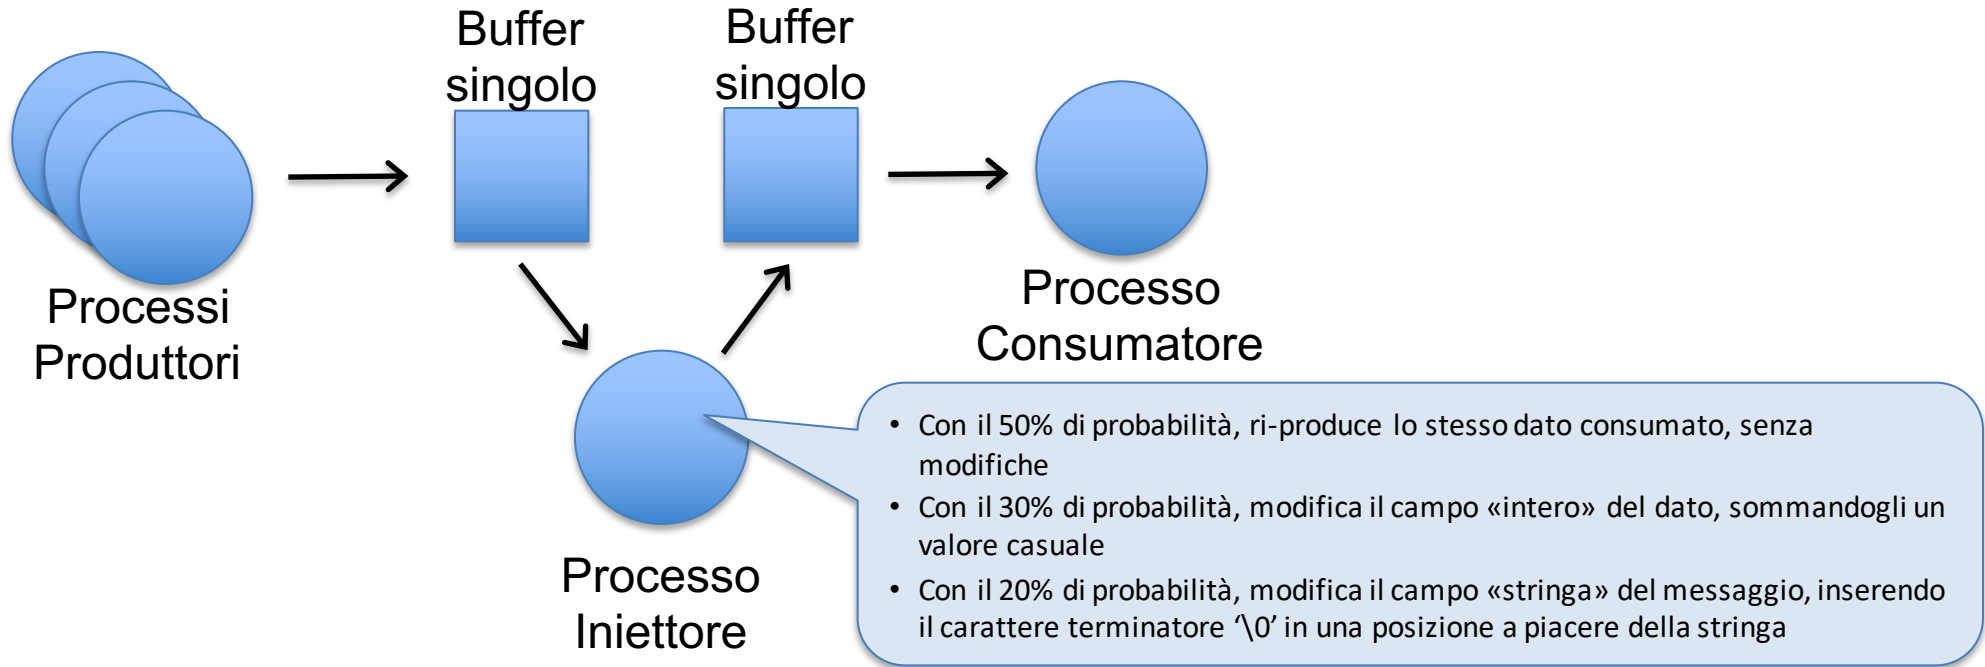 Buffer
singolo
Buffer
singolo
Processi
Produttori
Processo
Consumatore
Processo
Iniettore
• Con il 50% di probabilità, ri-produce lo stesso dato consumato, senza
modifiche
• Con il 30% di probabilità, modifica il campo «intero» del dato, sommandogli un
valore casuale
• Con il 20% di probabilità, modifica il campo «stringa» del messaggio, inserendo
il carattere terminatore ‘\0’ in una posizione a piacere della stringa